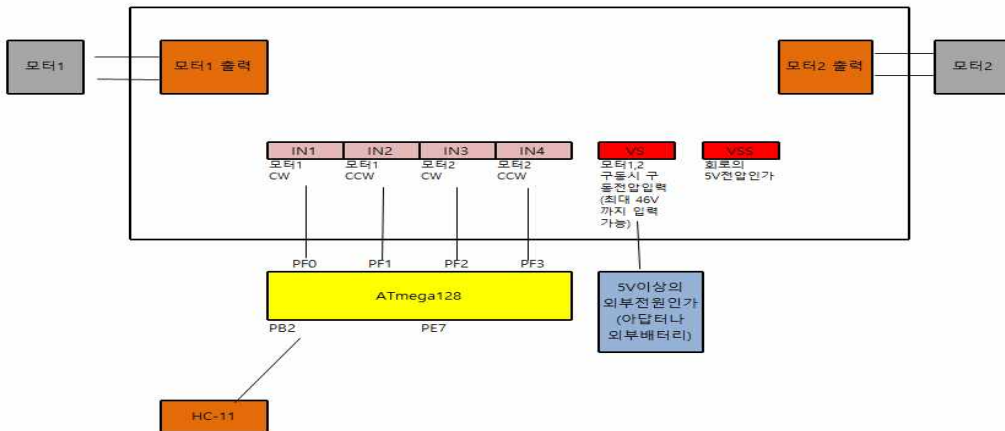 모터1
모터1 출력
모터2 출력
모터2
IN1
IN2
IN3
IN4
VS
VSS
모터1
CW
모터1
CCW
모터2
CW
모터2
CCW
모터1,2
구동시 구
동전압입력
(최대 46V
까지 입력
가능)
회로의
5V전압인가
PF0
PF1
PF2
PF3
ATmega128
PB2
PE7
5V이상의
외부전원인가
(아답터나
외부배터리)
HC-11